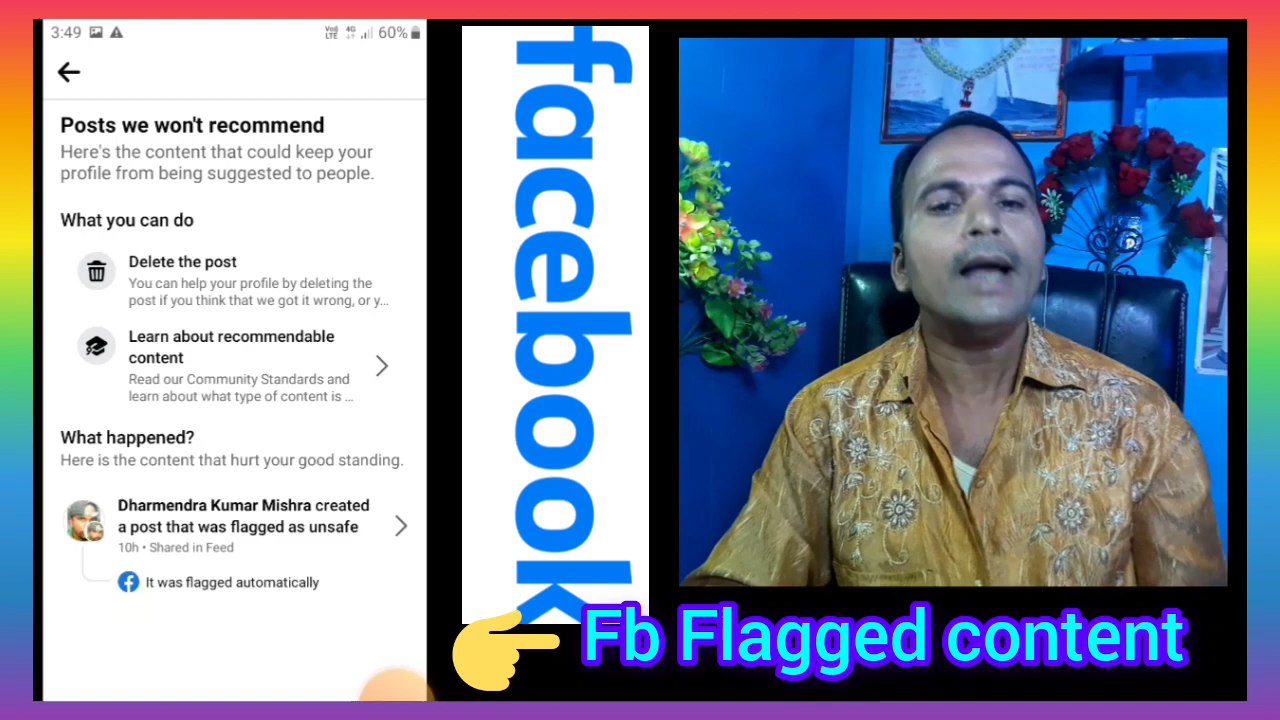 3:49
VoLTE 4G 60%
Posts we won't recommend
Here's the content that could keep your
profile from being suggested to people.
What you can do
Delete the post
You can help your profile by deleting the
post if you think that we got it wrong, or y...
Learn about recommendable
content
Read our Community Standards and
learn about what type of content is ...
What happened?
Here is the content that hurt your good standing.
Dharmendra Kumar Mishra created
a post that was flagged as unsafe
10h • Shared in Feed
It was flagged automatically
facebook
Fb Flagged content